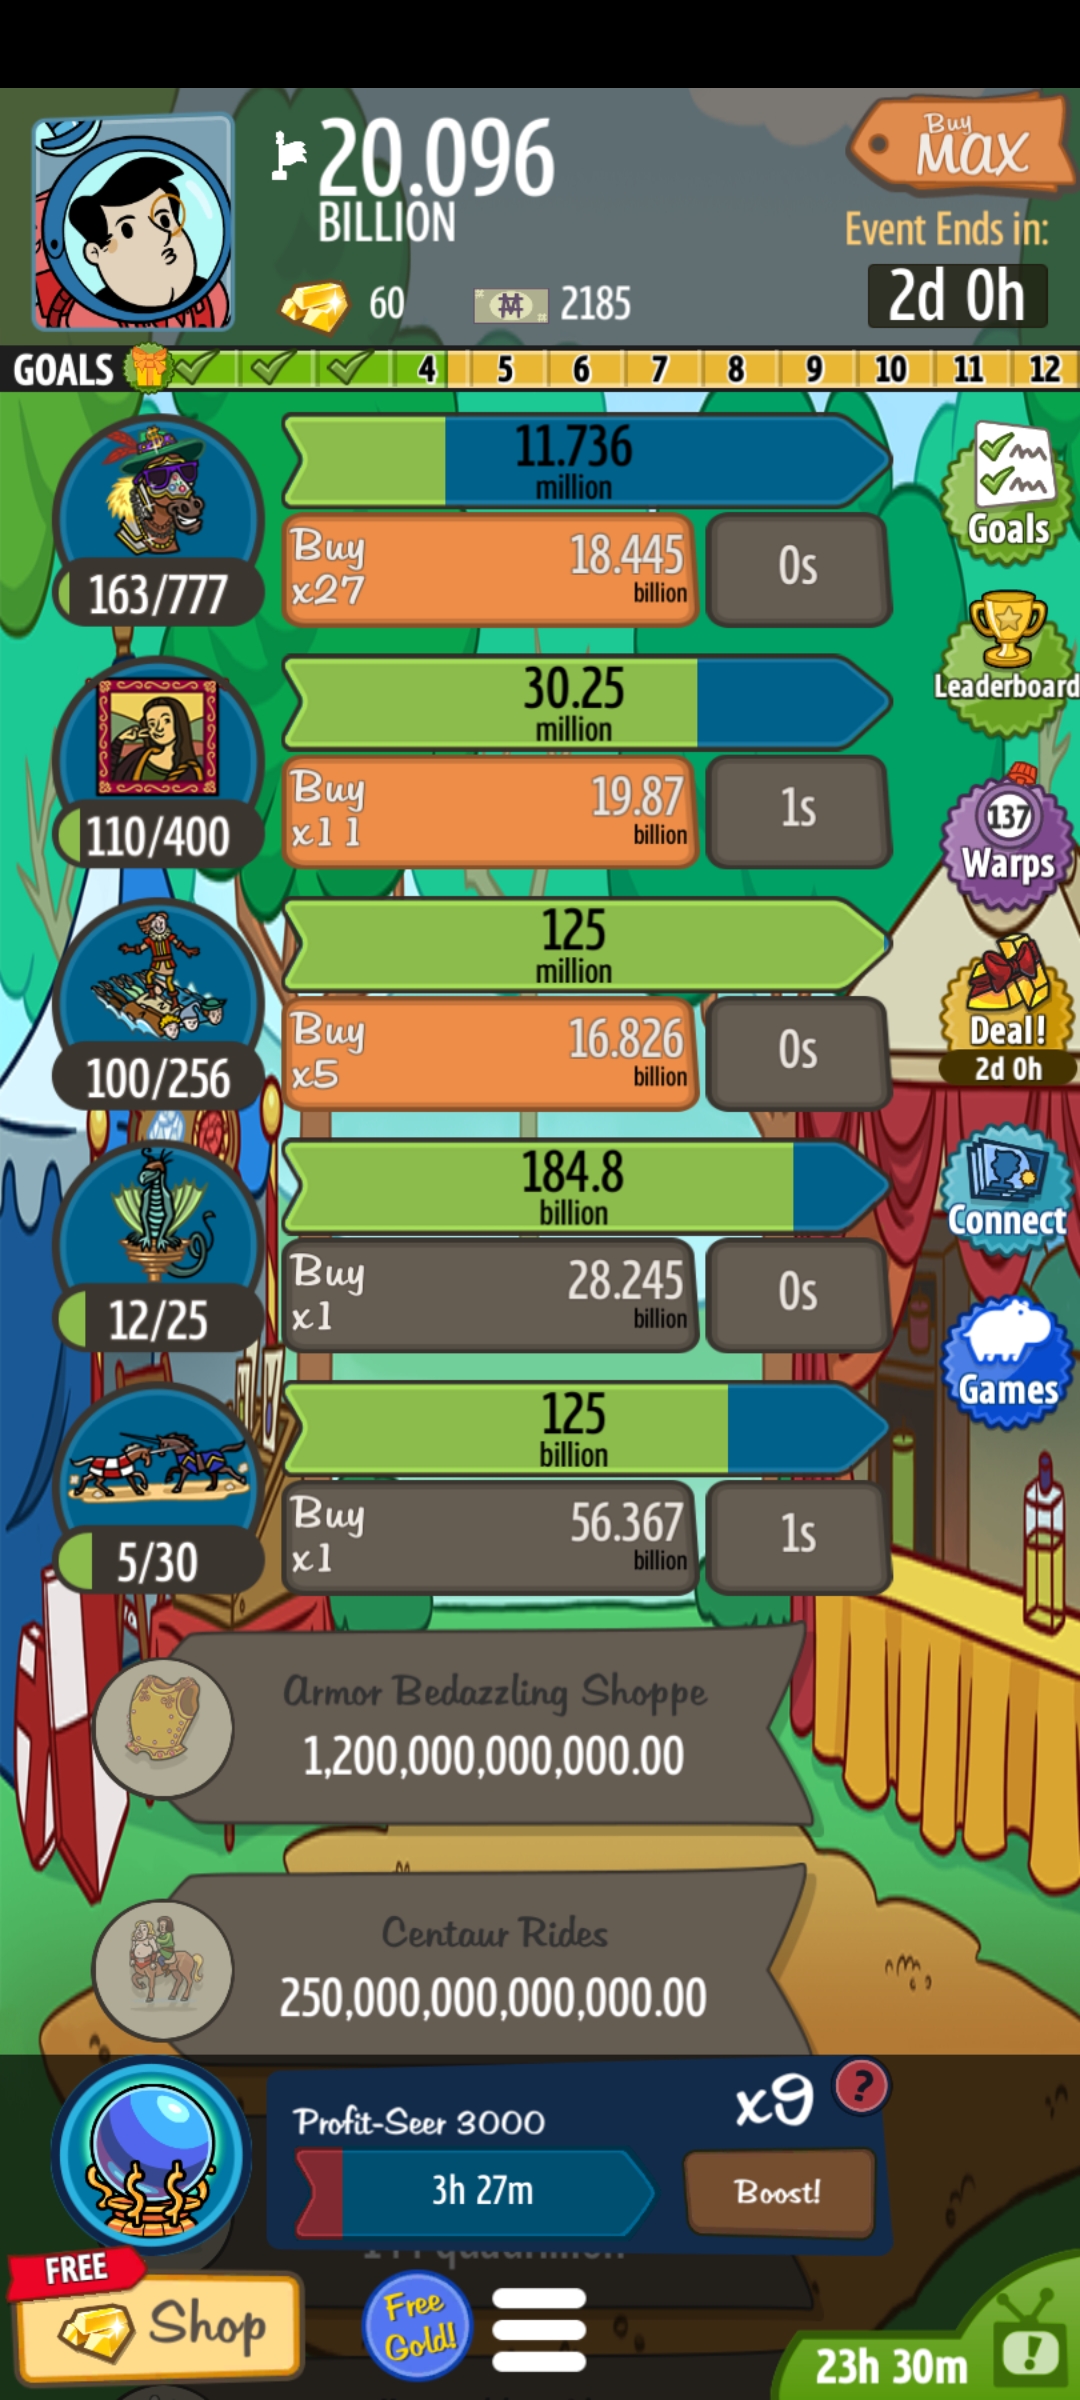 20.096
BILLION
60
2185
Buy
MAX
Event Ends in:
2d 0h
GOALS 4 5 6 7 8 9 10 11 12
11.736
million
163/777
Buy
x27
18.445
billion
0s
Goals
30.25
million
110/400
Buy
x11
19.87
billion
1s
Leaderboard
137
Warps
125
million
100/256
Buy
x5
16.826
billion
0s
Deal!
2d 0h
184.8
billion
12/25
Buy
x1
28.245
billion
0s
Connect
125
billion
5/30
Buy
x1
56.367
billion
1s
Games
Armor Bedazzling Shoppe
1,200,000,000,000.00
Centaur Rides
250,000,000,000,000.00
Profit-Seer 3000
x9
?
3h 27m
Boost!
FREE
Shop
Free
Gold!
23h 30m
!